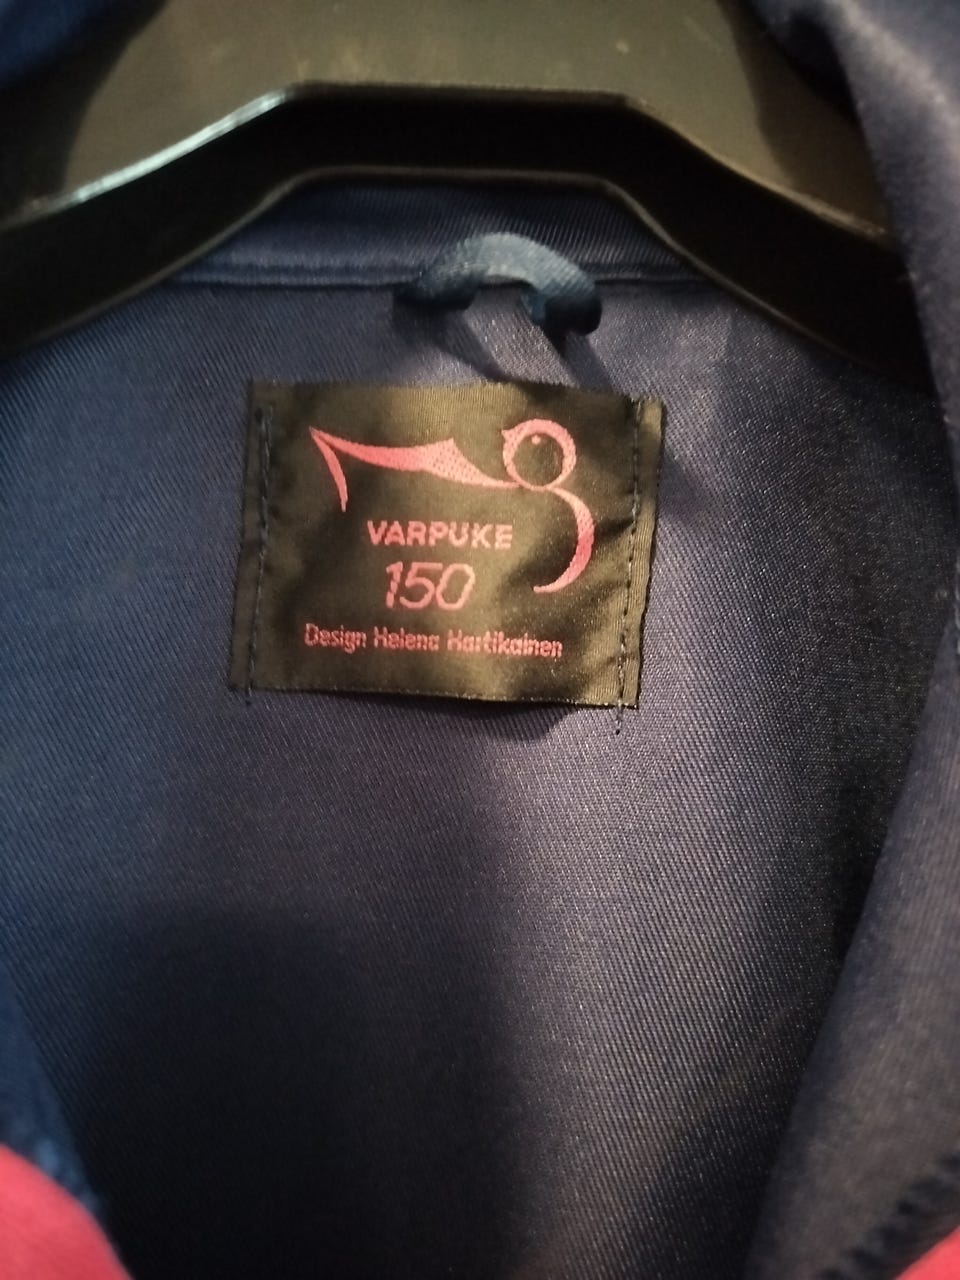 VARPUKE
150
Design Helena Hartikainen